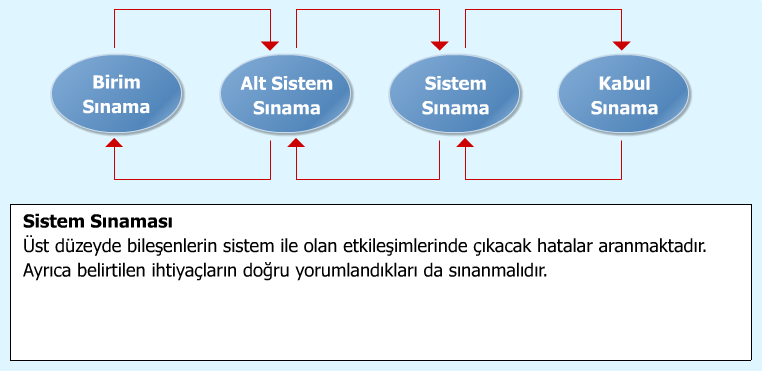 Birim
Sınama
Alt Sistem
Sınama
Sistem
Sınama
Kabul
Sınama
Sistem Sınaması
Üst düzeyde bileşenlerin sistem ile olan etkileşimlerinde çıkacak hatalar aranmaktadır.
Ayrıca belirtilen ihtiyaçların doğru yorumlandıkları da sınanmalıdır.